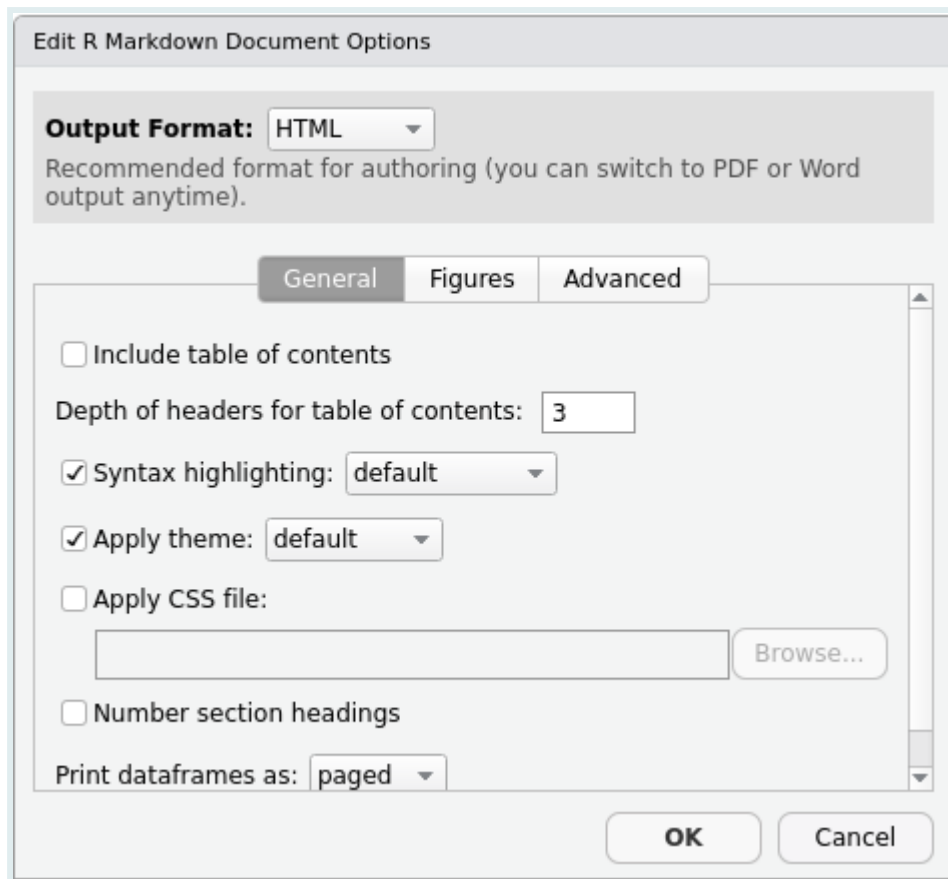 Edit R Markdown Document Options
Output Format: HTML
Recommended format for authoring (you can switch to PDF or Word
output anytime).
General Figures Advanced
Include table of contents
Depth of headers for table of contents: 3
Syntax highlighting: default
Apply theme: default
Apply CSS file:
Browse...
Number section headings
Print dataframes as: paged
OK Cancel